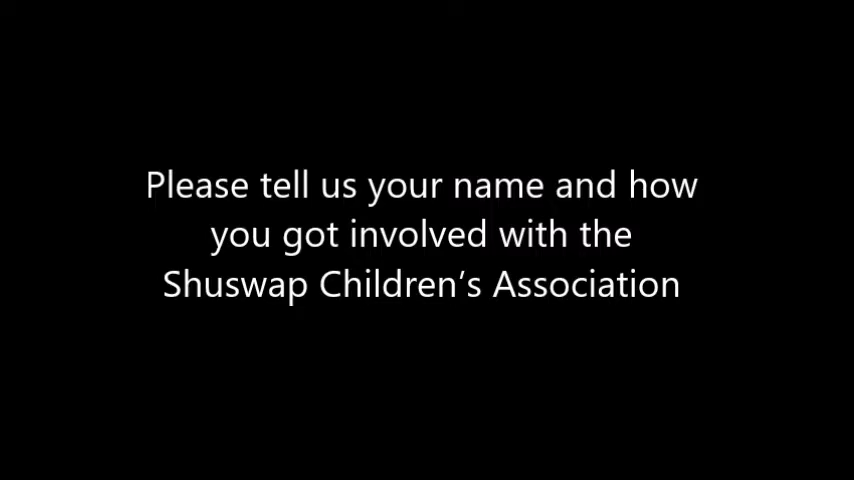 Please tell us your name and how
you got involved with the
Shuswap Children’s Association